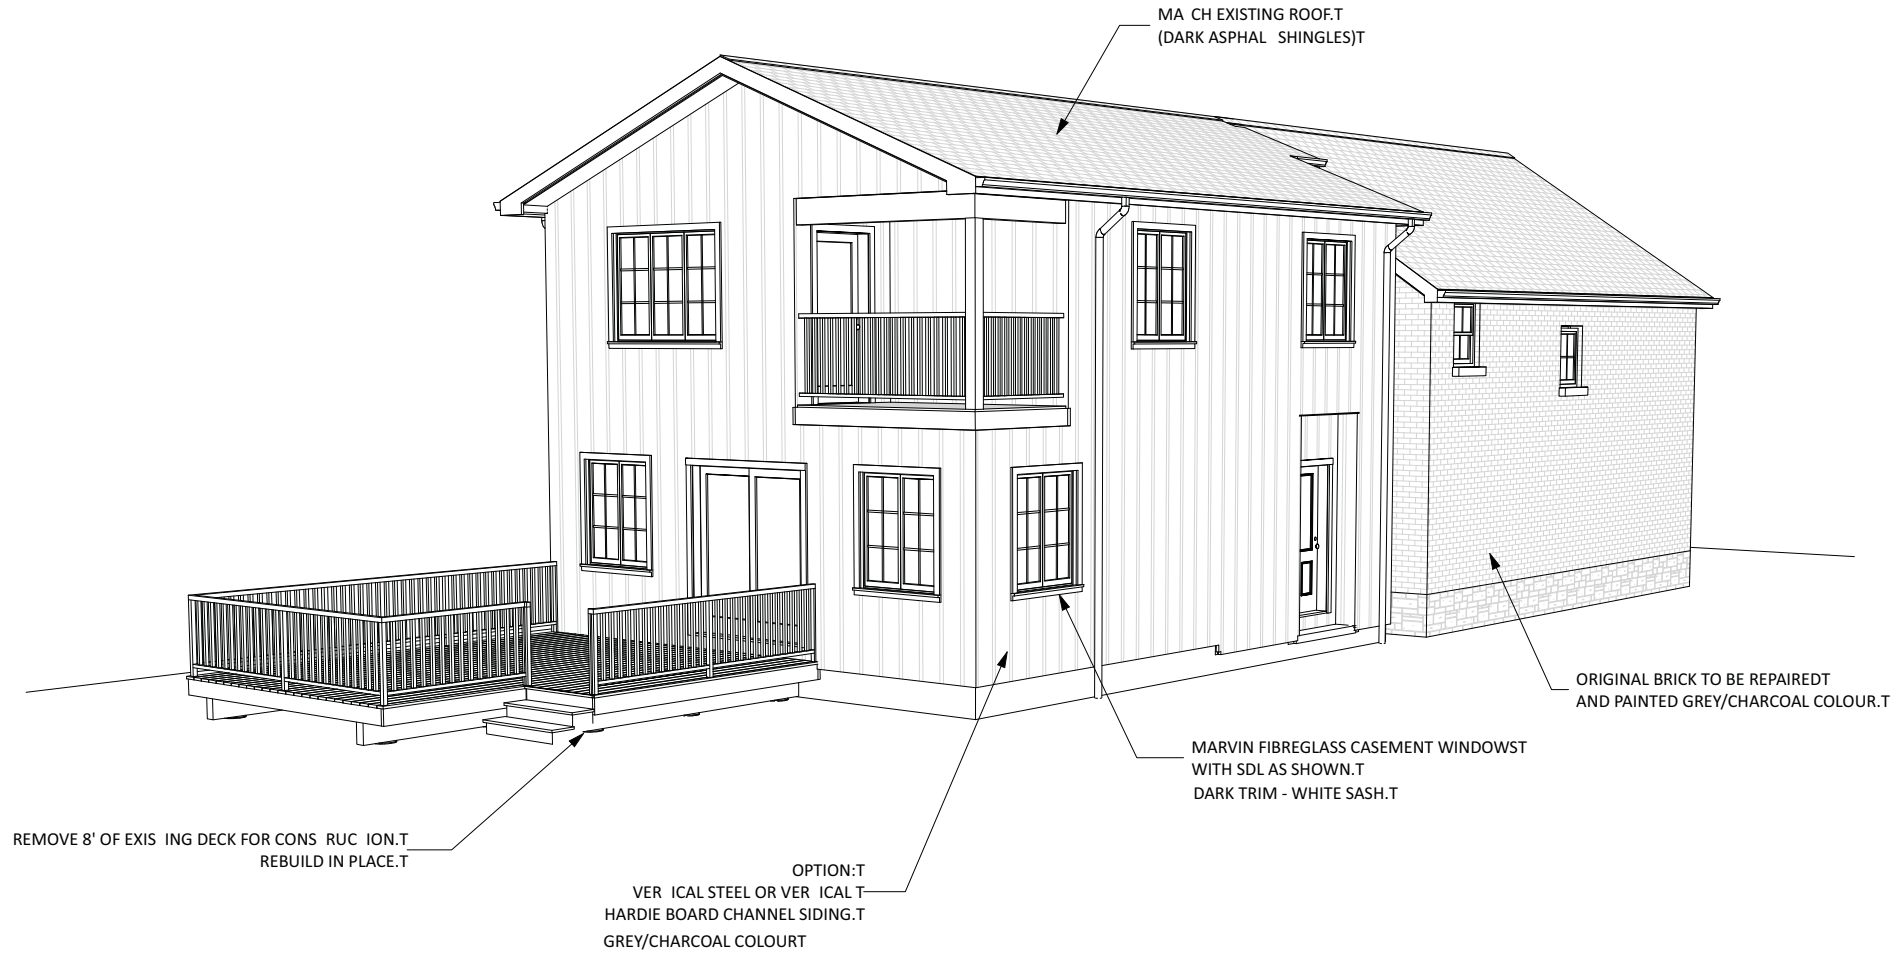 MA CH EXISTING ROOF.T
(DARK ASPHAL SHINGLES)T
ORIGINAL BRICK TO BE REPAIREDT
AND PAINTED GREY/CHARCOAL COLOUR.T
MARVIN FIBREGLASS CASEMENT WINDOWST
WITH SDL AS SHOWN.T
DARK TRIM - WHITE SASH.T
REMOVE 8' OF EXIS ING DECK FOR CONS RUC ION.T
REBUILD IN PLACE.T
OPTION:T
VER ICAL STEEL OR VER ICAL T
HARDIE BOARD CHANNEL SIDING.T
GREY/CHARCOAL COLOURT